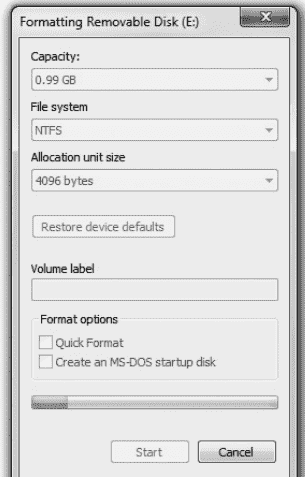 Formatting Removable Disk (E:)
Capacity:
0.99 GB
File system
NTFS
Allocation unit size
4096 bytes
Restore device defaults
Volume label
Format options
Quick Format
Create an MS-DOS startup disk
Start Cancel